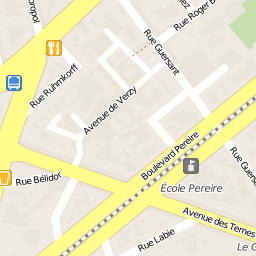 Rue Roger B
Rue Guersant
Rue Ruhmkorff
Avenue de Verzy
Boulevard Pereire
Rue Guers
École Pereire
Rue Bélidor
Avenue des Ternes
Rue Labie
Le G